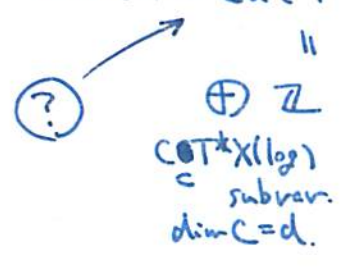 =
(?)
⊕ ℤ
C⊂T*X(log)
subvar.
dim C = d.